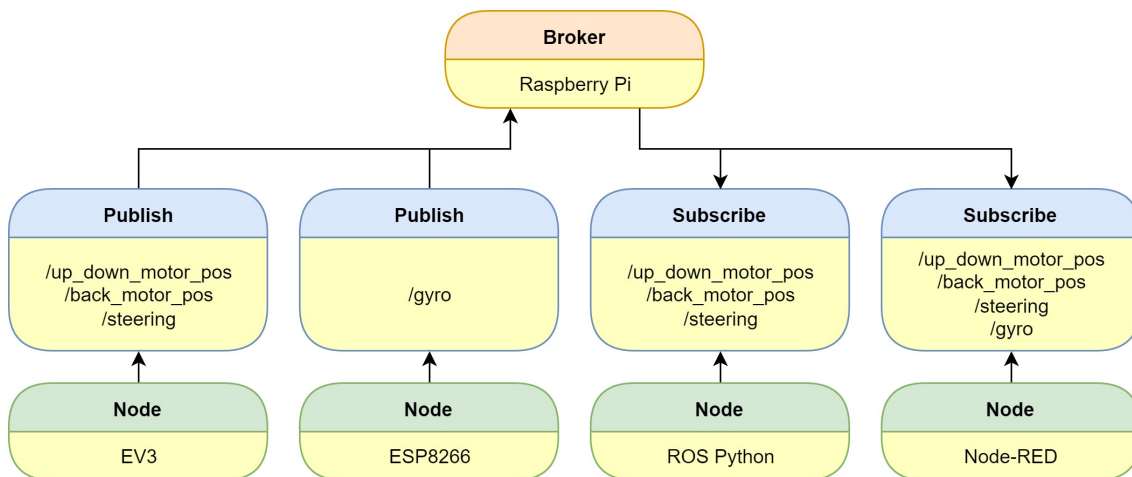 Broker
Raspberry Pi
Publish
/up_down_motor_pos
/back_motor_pos
/steering
Publish
/gyro
Subscribe
/up_down_motor_pos
/back_motor_pos
/steering
Subscribe
/up_down_motor_pos
/back_motor_pos
/steering
/gyro
Node
EV3
Node
ESP8266
Node
ROS Python
Node
Node-RED